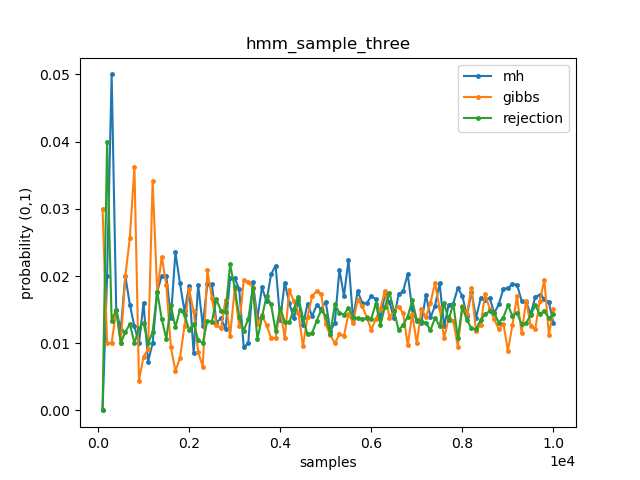 hmm_sample_three
mh
gibbs
rejection
probability (0,1)
0.05
0.04
0.03
0.02
0.01
0.00
0.0 0.2 0.4 0.6 0.8 1.0
samples
1e4